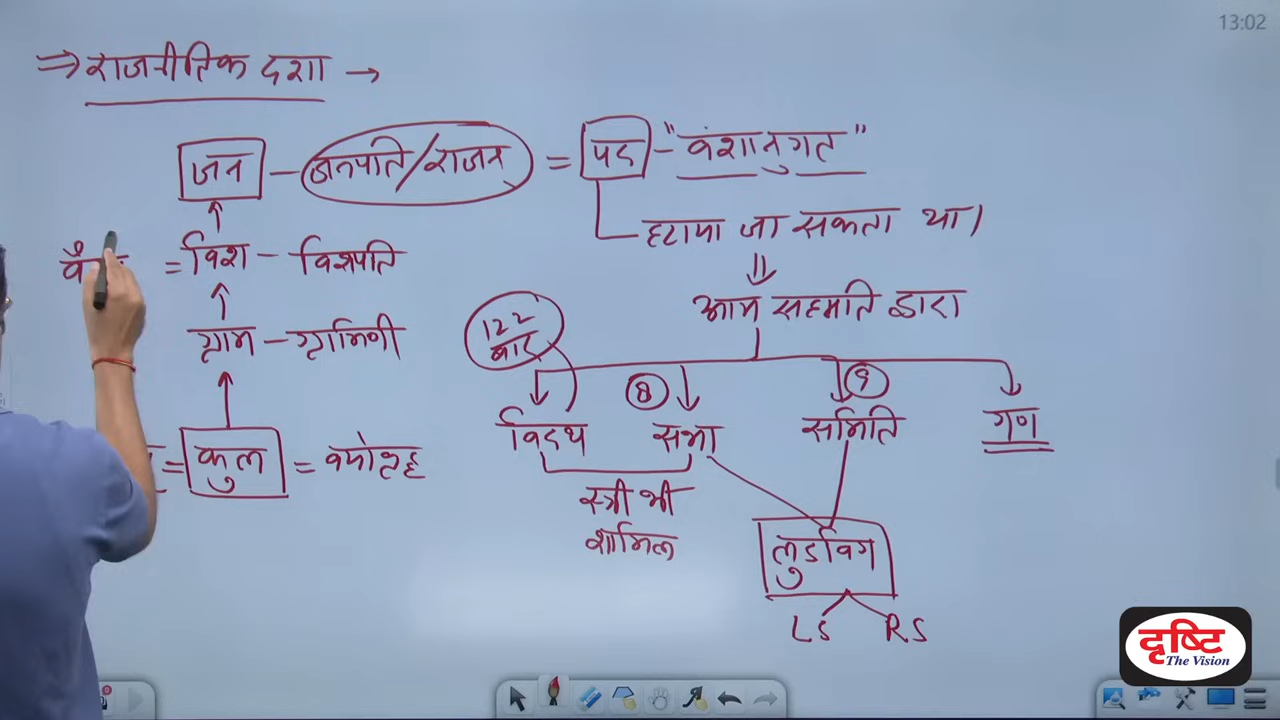 13:02
⇒ राजनीतिक दशा →
जन - जनपति/राजन = पद - "वंशानुगत"
हटाया जा सकता था।
= विश - विशपति
आम सहमति द्वारा
ग्राम - ग्रामिणी
122 बार
विदथ 8 सभा 9 समिति गण
= कुल = वयोवृद्ध
स्त्री भी
शामिल
लुडविग
LS RS
दृष्टि
The Vision